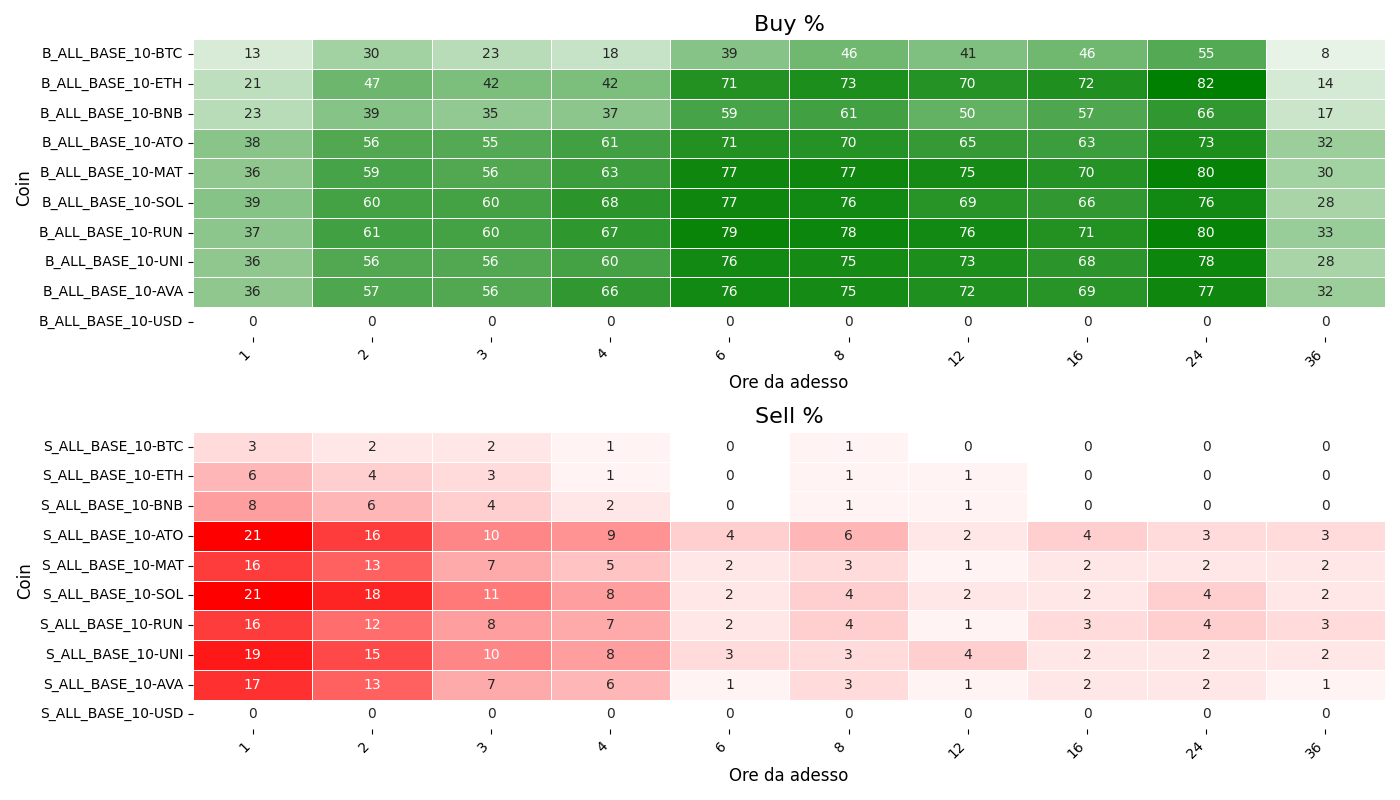 Buy %
Coin
B_ALL_BASE_10-BTC 13 30 23 18 39 46 41 46 55 8
B_ALL_BASE_10-ETH 21 47 42 42 71 73 70 72 82 14
B_ALL_BASE_10-BNB 23 39 35 37 59 61 50 57 66 17
B_ALL_BASE_10-ATO 38 56 55 61 71 70 65 63 73 32
B_ALL_BASE_10-MAT 36 59 56 63 77 77 75 70 80 30
B_ALL_BASE_10-SOL 39 60 60 68 77 76 69 66 76 28
B_ALL_BASE_10-RUN 37 61 60 67 79 78 76 71 80 33
B_ALL_BASE_10-UNI 36 56 56 60 76 75 73 68 78 28
B_ALL_BASE_10-AVA 36 57 56 66 76 75 72 69 77 32
B_ALL_BASE_10-USD 0 0 0 0 0 0 0 0 0 0
1 2 3 4 6 8 12 16 24 36
Ore da adesso
Sell %
Coin
S_ALL_BASE_10-BTC 3 2 2 1 0 1 0 0 0 0
S_ALL_BASE_10-ETH 6 4 3 1 0 1 1 0 0 0
S_ALL_BASE_10-BNB 8 6 4 2 0 1 1 0 0 0
S_ALL_BASE_10-ATO 21 16 10 9 4 6 2 4 3 3
S_ALL_BASE_10-MAT 16 13 7 5 2 3 1 2 2 2
S_ALL_BASE_10-SOL 21 18 11 8 2 4 2 2 4 2
S_ALL_BASE_10-RUN 16 12 8 7 2 4 1 3 4 3
S_ALL_BASE_10-UNI 19 15 10 8 3 3 4 2 2 2
S_ALL_BASE_10-AVA 17 13 7 6 1 3 1 2 2 1
S_ALL_BASE_10-USD 0 0 0 0 0 0 0 0 0 0
1 2 3 4 6 8 12 16 24 36
Ore da adesso